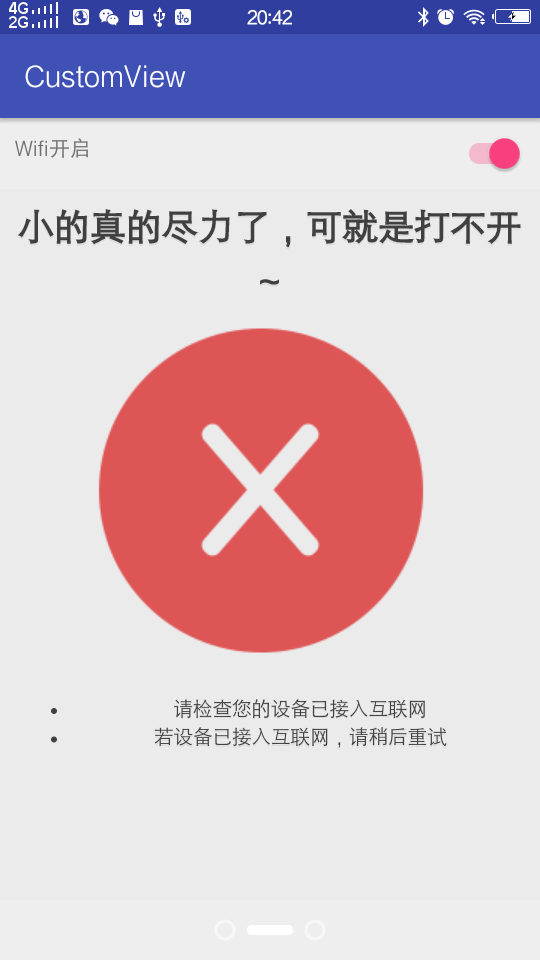 4G
2G
20:42
CustomView
Wifi开启
小的真的尽力了，可就是打不开
~
• 请检查您的设备已接入互联网
• 若设备已接入互联网，请稍后重试